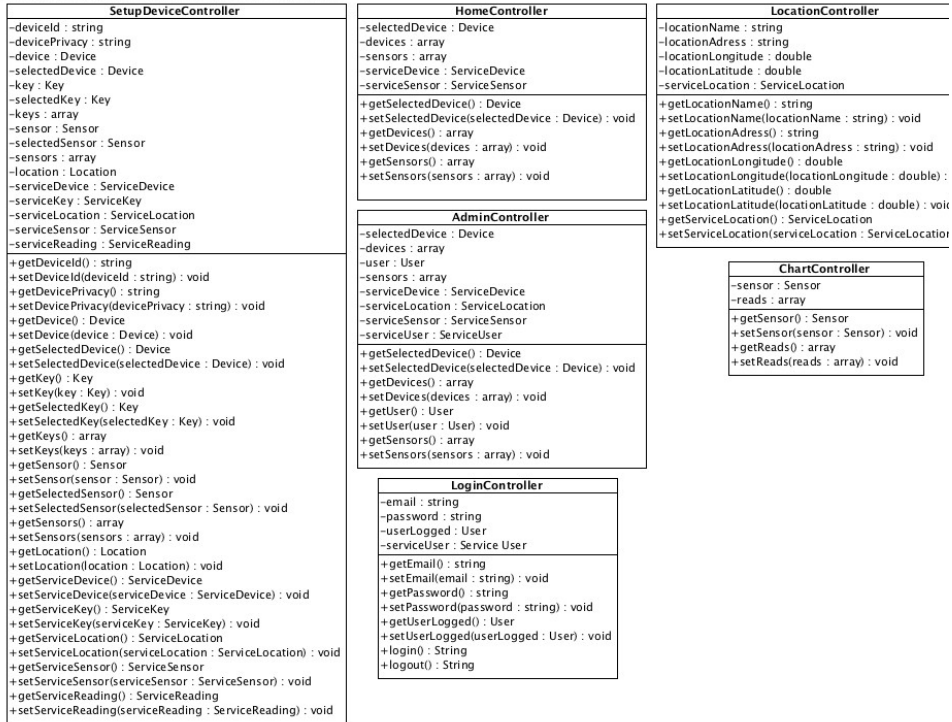 SetupDeviceController
-deviceId : string
-devicePrivacy : string
-device : Device
-selectedDevice : Device
-key : Key
-selectedKey : Key
-keys : array
-sensor : Sensor
-selectedSensor : Sensor
-sensors : array
-location : Location
-serviceDevice : ServiceDevice
-serviceKey : ServiceKey
-serviceLocation : ServiceLocation
-serviceSensor : ServiceSensor
-serviceReading : ServiceReading
+getDeviceId() : string
+setDeviceId(deviceId : string) : void
+getDevicePrivacy() : string
+setDevicePrivacy(devicePrivacy : string) : void
+getDevice() : Device
+setDevice(device : Device) : void
+getSelectedDevice() : Device
+setSelectedDevice(selectedDevice : Device) : void
+getKey() : Key
+setKey(key : Key) : void
+getSelectedKey() : Key
+setSelectedKey(selectedKey : Key) : void
+getKeys() : array
+setKeys(keys : array) : void
+getSensor() : Sensor
+setSensor(sensor : Sensor) : void
+getSelectedSensor() : Sensor
+setSelectedSensor(selectedSensor : Sensor) : void
+getSensors() : array
+setSensors(sensors : array) : void
+getLocation() : Location
+setLocation(location : Location) : void
+getServiceDevice() : ServiceDevice
+setServiceDevice(serviceDevice : ServiceDevice) : void
+getServiceKey() : ServiceKey
+setServiceKey(serviceKey : ServiceKey) : void
+getServiceLocation() : ServiceLocation
+setServiceLocation(serviceLocation : ServiceLocation) : void
+getServiceSensor() : ServiceSensor
+setServiceSensor(serviceSensor : ServiceSensor) : void
+getServiceReading() : ServiceReading
+setServiceReading(serviceReading : ServiceReading) : void
HomeController
-selectedDevice : Device
-devices : array
-sensors : array
-serviceDevice : ServiceDevice
-serviceSensor : ServiceSensor
+getSelectedDevice() : Device
+setSelectedDevice(selectedDevice : Device) : void
+getDevices() : array
+setDevices(devices : array) : void
+getSensors() : array
+setSensors(sensors : array) : void
AdminController
-selectedDevice : Device
-devices : array
-user : User
-sensors : array
-serviceDevice : ServiceDevice
-serviceLocation : ServiceLocation
-serviceSensor : ServiceSensor
-serviceUser : ServiceUser
+getSelectedDevice() : Device
+setSelectedDevice(selectedDevice : Device) : void
+getDevices() : array
+setDevices(devices : array) : void
+getUser() : User
+setUser(user : User) : void
+getSensors() : array
+setSensors(sensors : array) : void
LoginController
-email : string
-password : string
-userLogged : User
-serviceUser : Service User
+getEmail() : string
+setEmail(email : string) : void
+getPassword() : string
+setPassword(password : string) : void
+getUserLogged() : User
+setUserLogged(userLogged : User) : void
+login() : String
+logout() : String
LocationController
-locationName : string
-locationAdress : string
-locationLongitude : double
-locationLatitude : double
-serviceLocation : ServiceLocation
+getLocationName() : string
+setLocationName(locationName : string) : void
+getLocationAdress() : string
+setLocationAdress(locationAdress : string) : void
+getLocationLongitude() : double
+setLocationLongitude(locationLongitude : double) :
+getLocationLatitude() : double
+setLocationLatitude(locationLatitude : double) : void
+getServiceLocation() : ServiceLocation
+setServiceLocation(serviceLocation : ServiceLocation
ChartController
-sensor : Sensor
-reads : array
+getSensor() : Sensor
+setSensor(sensor : Sensor) : void
+getReads() : array
+setReads(reads : array) : void